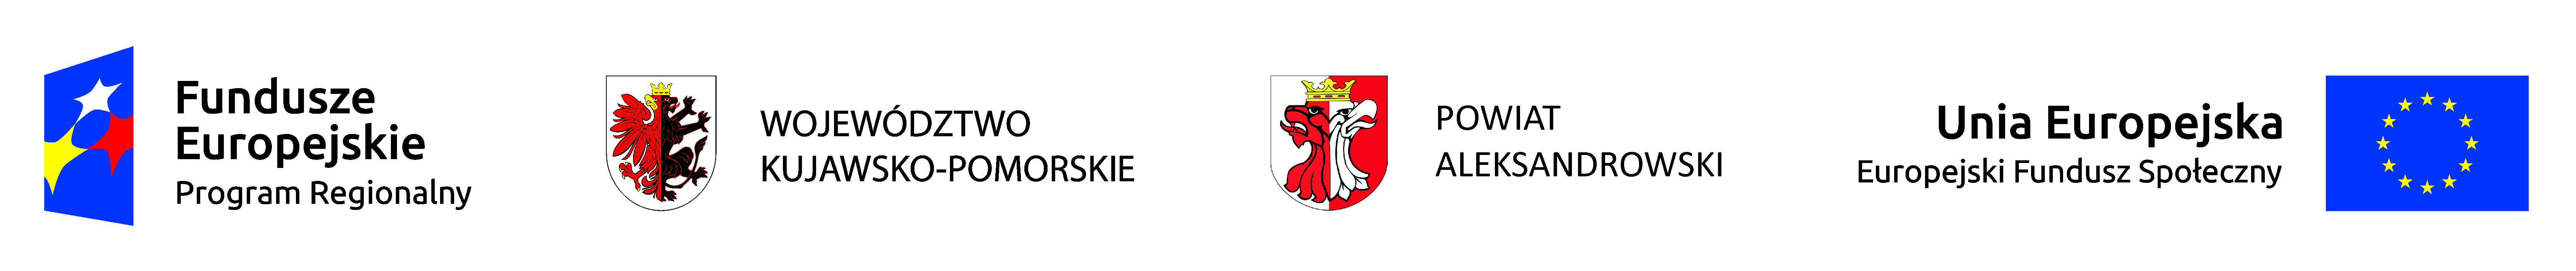 Fundusze
Europejskie
Program Regionalny
WOJEWÓDZTWO
KUJAWSKO-POMORSKIE
POWIAT
ALEKSANDROWSKI
Unia Europejska
Europejski Fundusz Społeczny